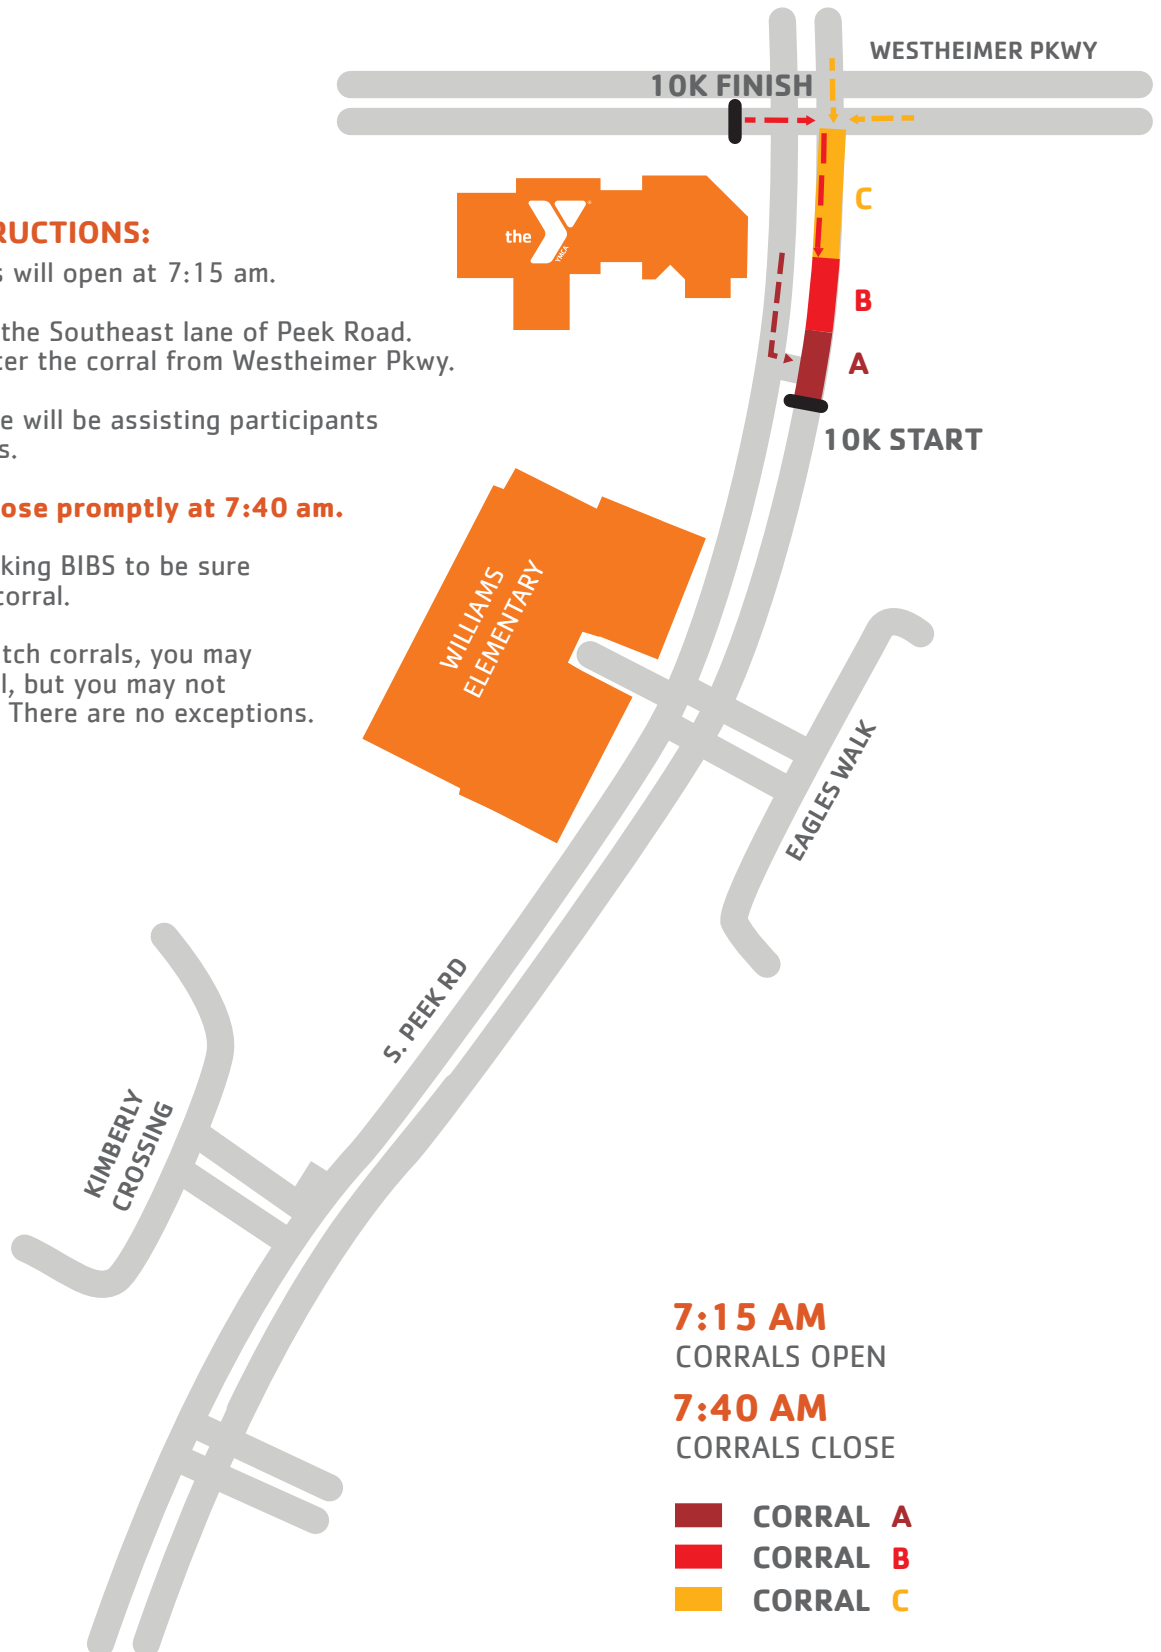 WESTHEIMER PKWY
10K FINISH
C
the
YMCA
RUCTIONS:
s will open at 7:15 am.
B
the Southeast lane of Peek Road.
ter the corral from Westheimer Pkwy.
A
e will be assisting participants
s.
10K START
ose promptly at 7:40 am.
king BIBS to be sure
corral.
WILLIAMS
ELEMENTARY
tch corrals, you may
l, but you may not
There are no exceptions.
EAGLES WALK
S. PEEK RD
KIMBERLY
CROSSING
7:15 AM
CORRALS OPEN
7:40 AM
CORRALS CLOSE
CORRAL A
CORRAL B
CORRAL C